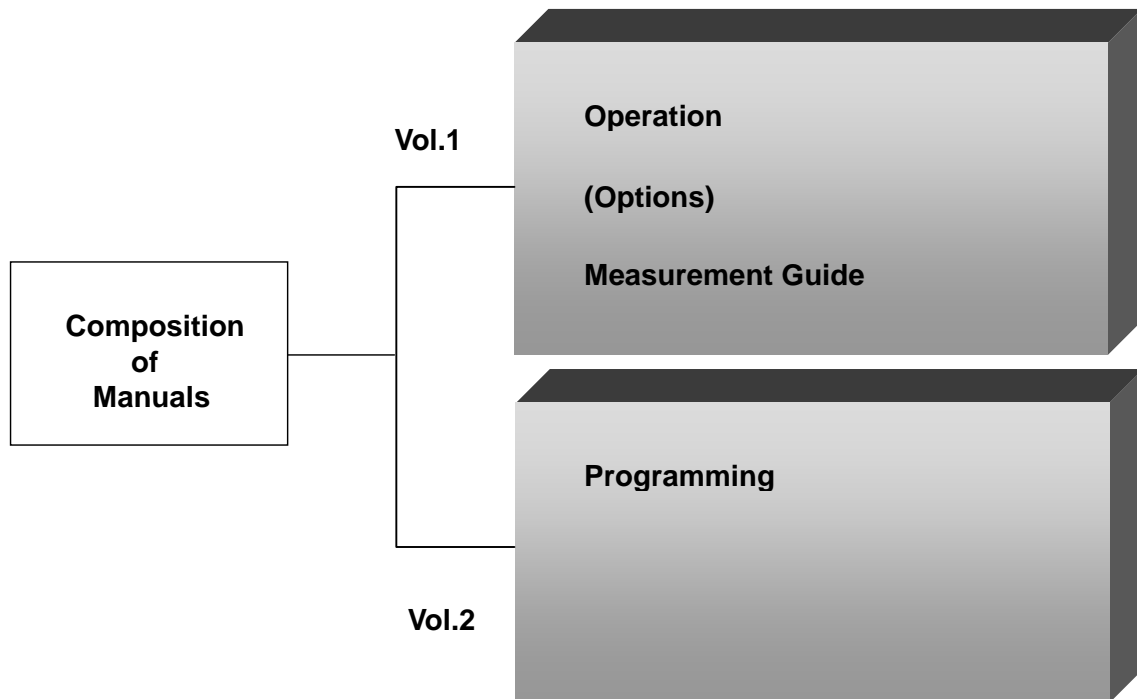 Composition
of
Manuals
Vol.1
Operation
(Options)
Measurement Guide
Vol.2
Programming